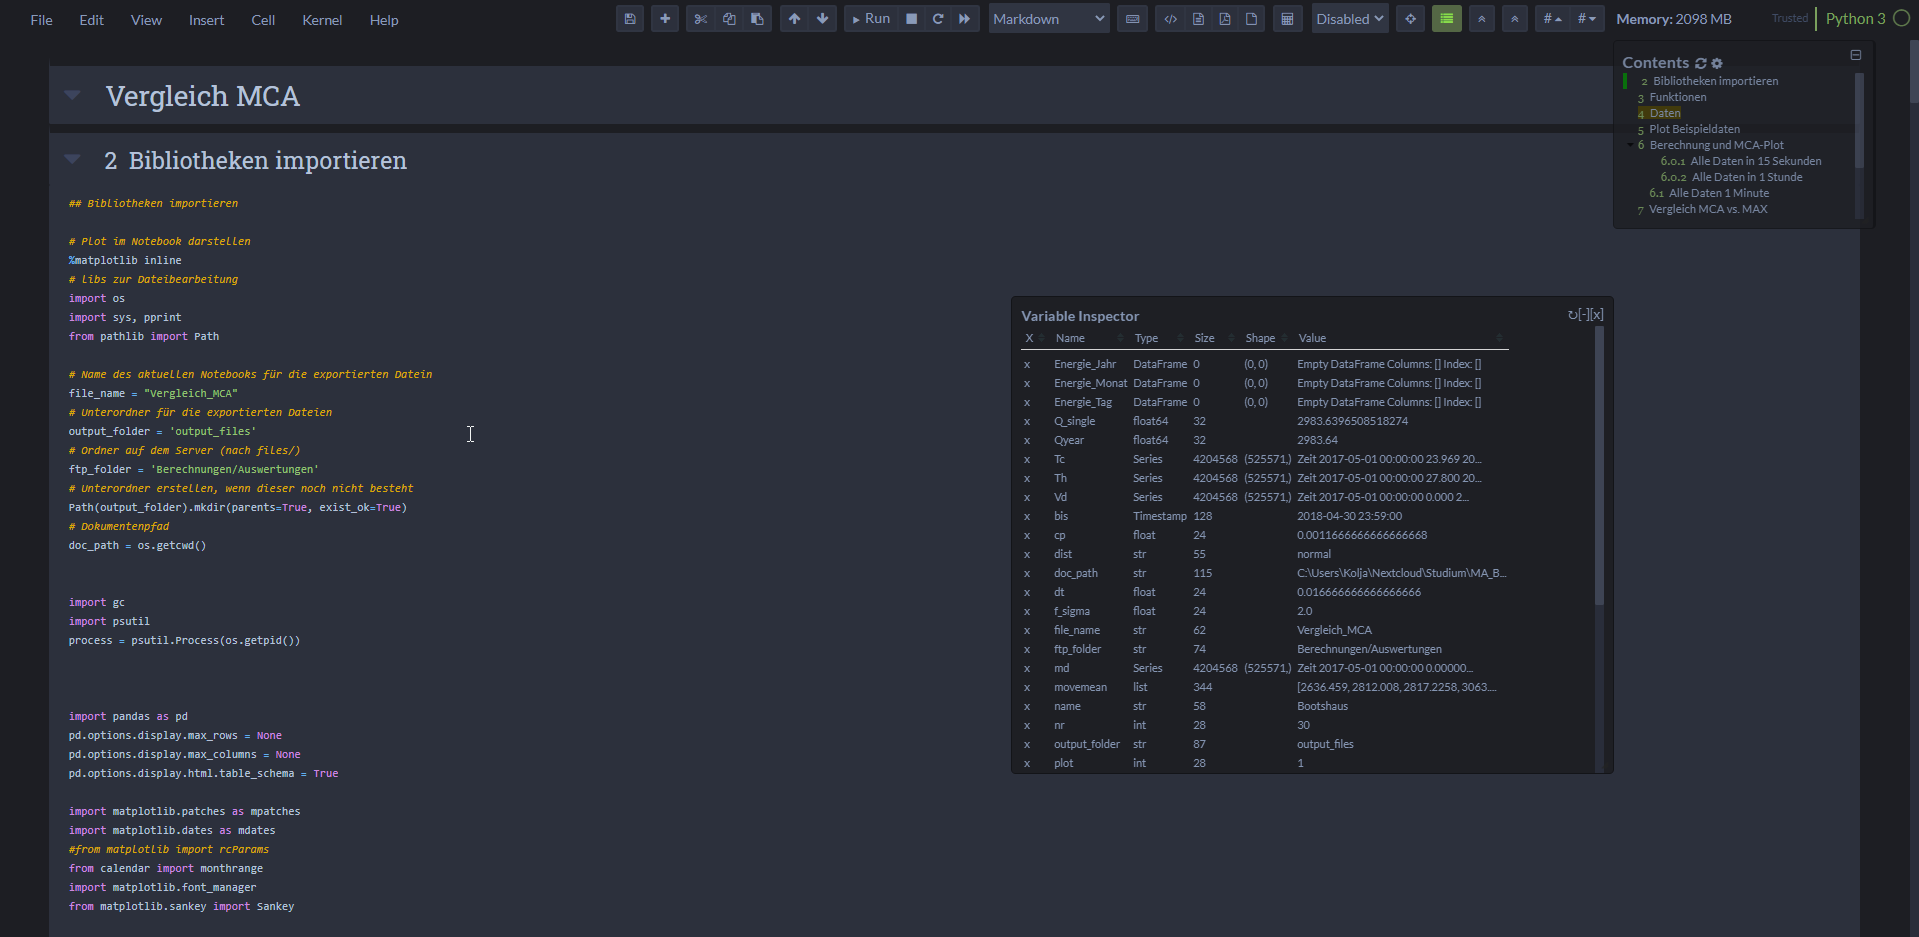 File Edit View Insert Cell Kernel Help Run Markdown Disabled # # Memory: 2098 MB Trusted Python 3
Contents
2 Bibliotheken importieren
3 Funktionen
4 Daten
5 Plot Beispieldaten
6 Berechnung und MCA-Plot
6.0.1 Alle Daten in 15 Sekunden
6.0.2 Alle Daten in 1 Stunde
6.1 Alle Daten 1 Minute
7 Vergleich MCA vs. MAX
Vergleich MCA
2 Bibliotheken importieren
## Bibliotheken importieren
# Plot im Notebook darstellen
%matplotlib inline
# libs zur Dateibearbeitung
import os
import sys, pprint
from pathlib import Path
# Name des aktuellen Notebooks für die exportierten Datein
file_name = "Vergleich_MCA"
# Unterordner für die exportierten Dateien
output_folder = 'output_files'
# Ordner auf dem Server (nach files/)
ftp_folder = 'Berechnungen/Auswertungen'
# Unterordner erstellen, wenn dieser noch nicht besteht
Path(output_folder).mkdir(parents=True, exist_ok=True)
# Dokumentenpfad
doc_path = os.getcwd()
import gc
import psutil
process = psutil.Process(os.getpid())
import pandas as pd
pd.options.display.max_rows = None
pd.options.display.max_columns = None
pd.options.display.html.table_schema = True
import matplotlib.patches as mpatches
import matplotlib.dates as mdates
#from matplotlib import rcParams
from calendar import monthrange
import matplotlib.font_manager
from matplotlib.sankey import Sankey
Variable Inspector ↻[-][x]
X Name Type Size Shape Value
x Energie_Jahr DataFrame 0 (0, 0) Empty DataFrame Columns: [] Index: []
x Energie_Monat DataFrame 0 (0, 0) Empty DataFrame Columns: [] Index: []
x Energie_Tag DataFrame 0 (0, 0) Empty DataFrame Columns: [] Index: []
x Q_single float64 32 2983.6396508518274
x Qyear float64 32 2983.64
x Tc Series 4204568 (525571,) Zeit 2017-05-01 00:00:00 23.969 20...
x Th Series 4204568 (525571,) Zeit 2017-05-01 00:00:00 27.800 20...
x Vd Series 4204568 (525571,) Zeit 2017-05-01 00:00:00 0.000 2...
x bis Timestamp 128 2018-04-30 23:59:00
x cp float 24 0.0011666666666666668
x dist str 55 normal
x doc_path str 115 C:\Users\Kolja\Nextcloud\Studium\MA_B...
x dt float 24 0.016666666666666666
x f_sigma float 24 2.0
x file_name str 62 Vergleich_MCA
x ftp_folder str 74 Berechnungen/Auswertungen
x md Series 4204568 (525571,) Zeit 2017-05-01 00:00:00 0.00000...
x movemean list 344 [2636.459, 2812.008, 2817.2258, 3063....
x name str 58 Bootshaus
x nr int 28 30
x output_folder str 87 output_files
x plot int 28 1